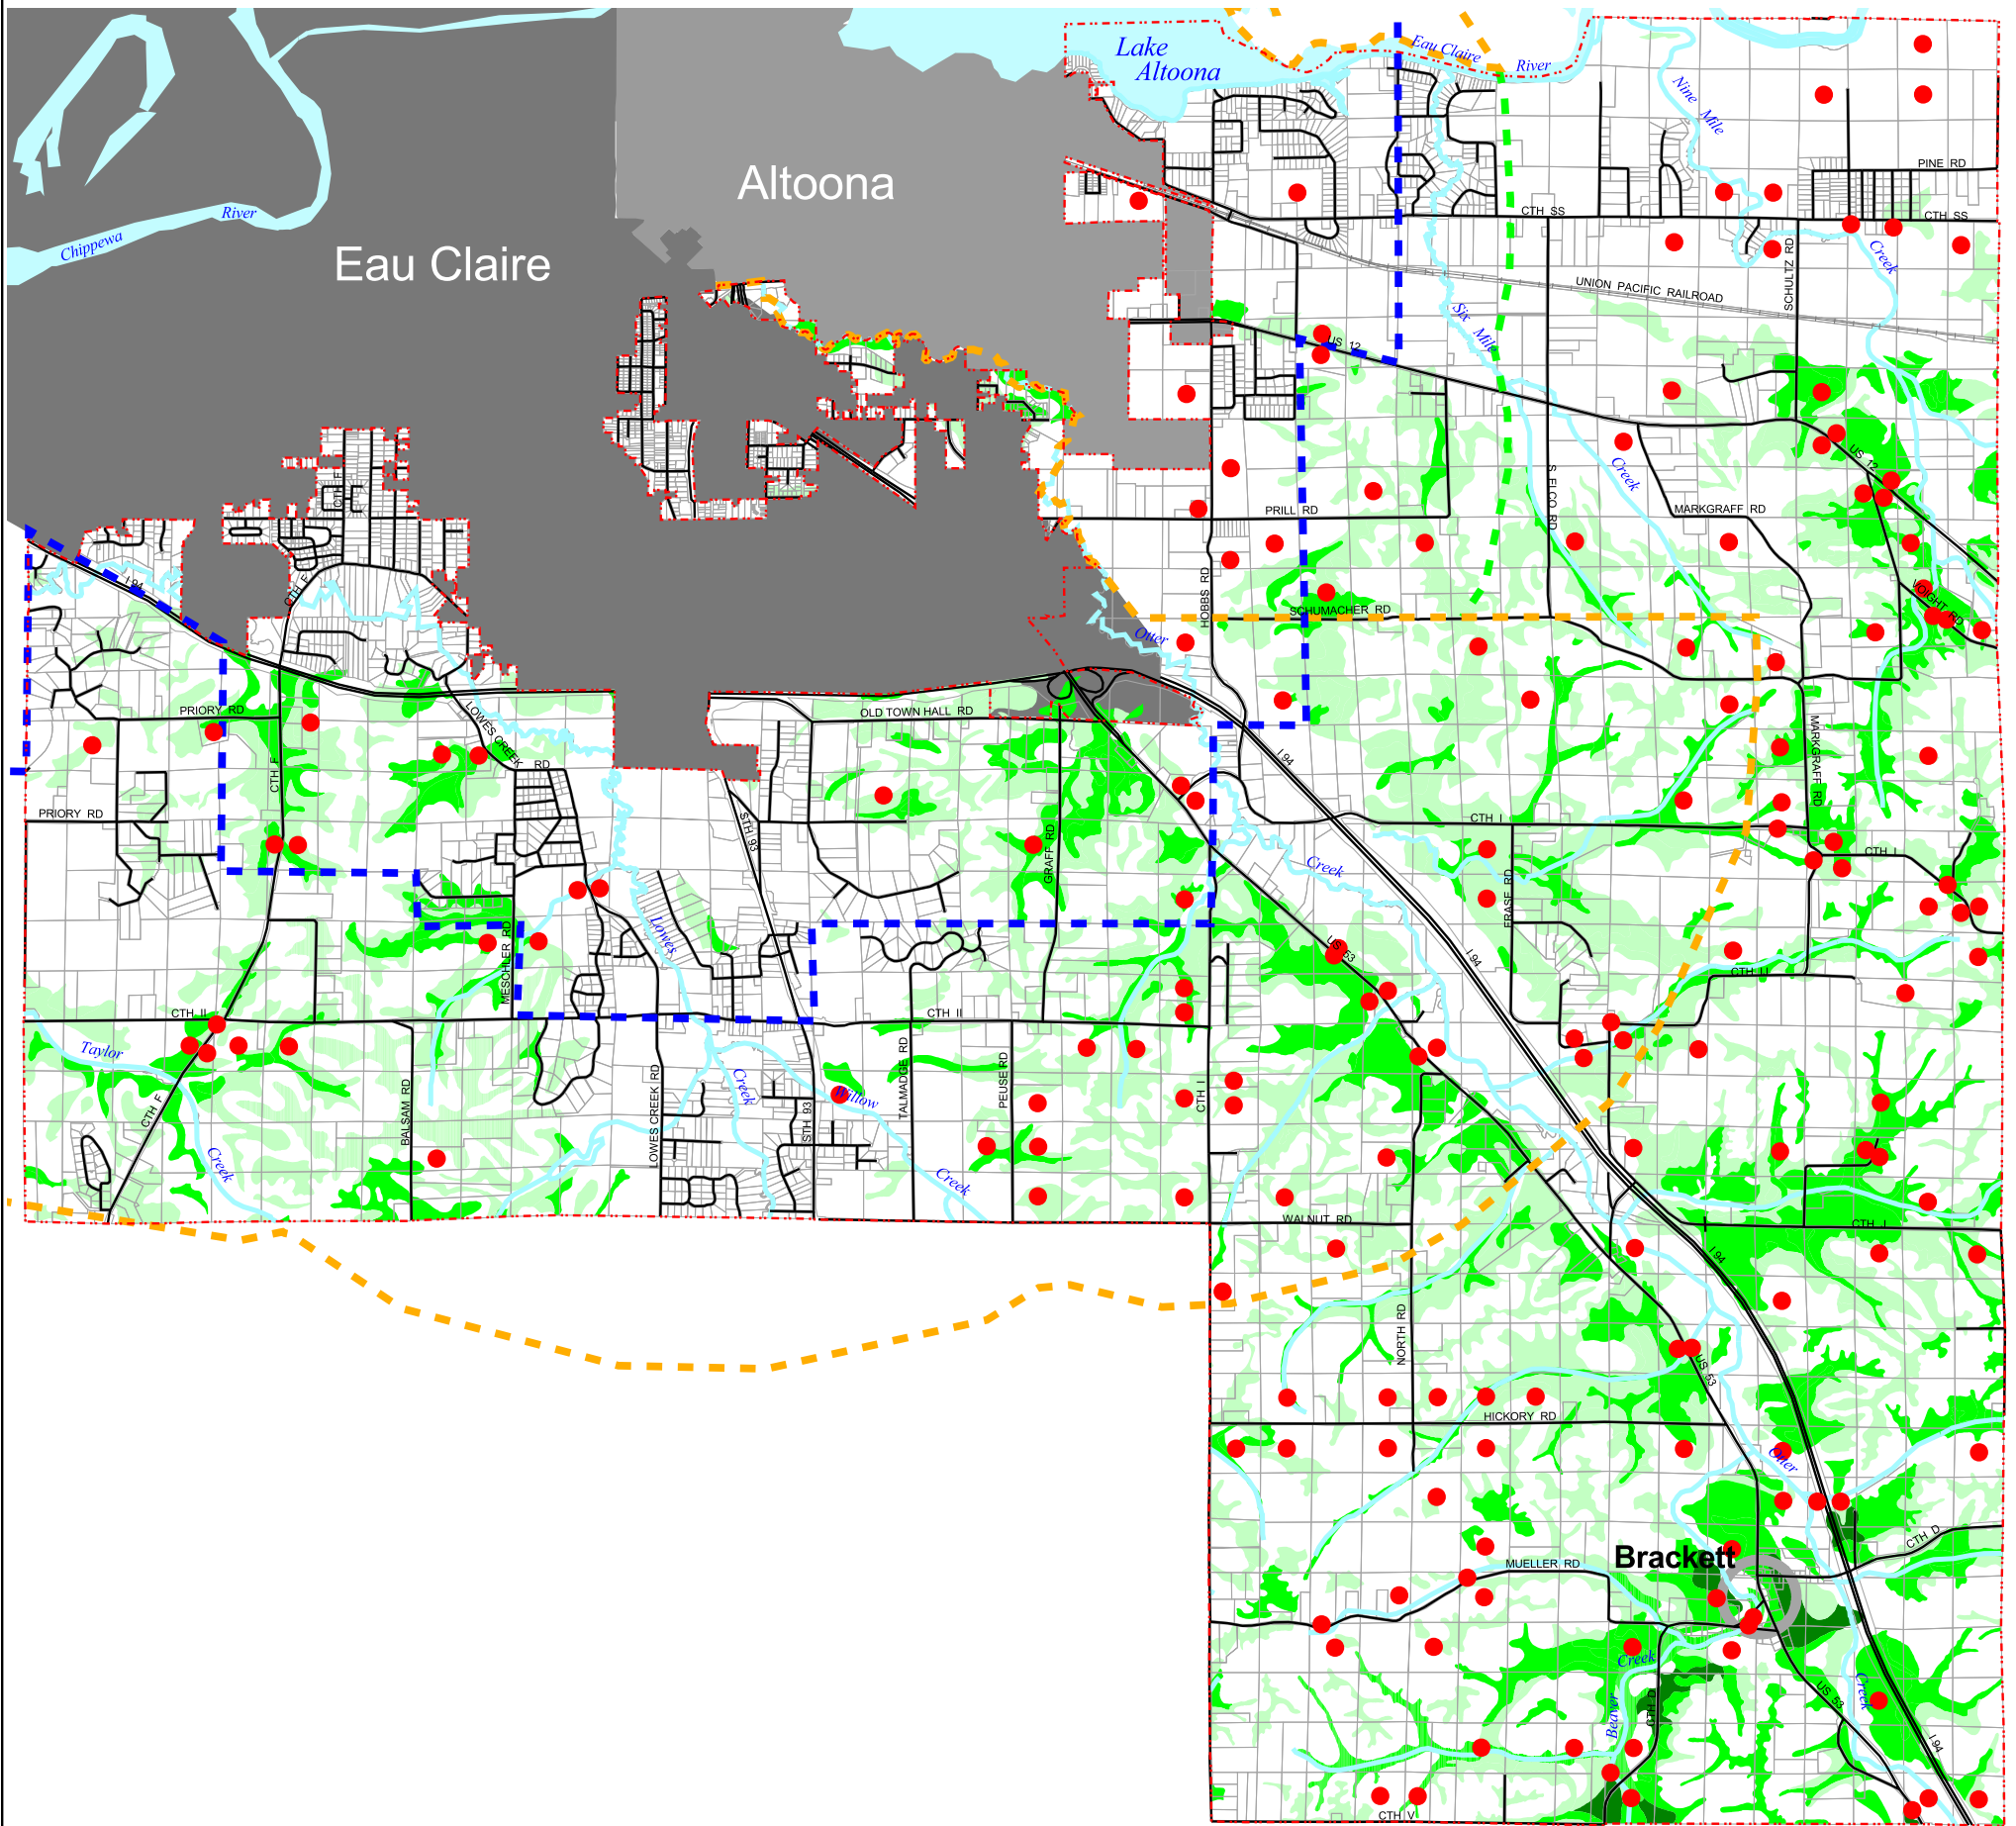 Lake
Altoona
Eau Claire
River
Nine
Mile
Creek
PINE RD
CTH SS
CTH SS
Altoona
Eau Claire
River
Chippewa
SCHULTZ RD
UNION PACIFIC RAILROAD
US 12
Six Mile
Creek
US 12
S ELCO RD
MARKGRAFF RD
PRILL RD
HOBBS RD
SCHUMACHER RD
VOIGHT RD
Otter
CTH F
I 94
CTH F
PRIORY RD
LOWES CREEK
RD
OLD TOWN HALL RD
I 94
MARKGRAFF RD
CTH F
PRIORY RD
STH 93
GRAFF RD
CTH I
CTH I
Creek
ERASE RD
Lowes
MESCHLER RD
US 53
I 94
CTH JJ
CTH II
CTH II
Taylor
Creek
CTH F
BALSAM RD
LOWES CREEK RD
Creek
STH 93
Willow
Creek
TALMADGE RD
PEUSE RD
CTH I
WALNUT RD
CTH J
I 94
NORTH RD
US 53
HICKORY RD
Otter
CTH D
Brackett
MUELLER RD
Creek
Beaver
CTH D
US 53
Creek
I 94
CTH V